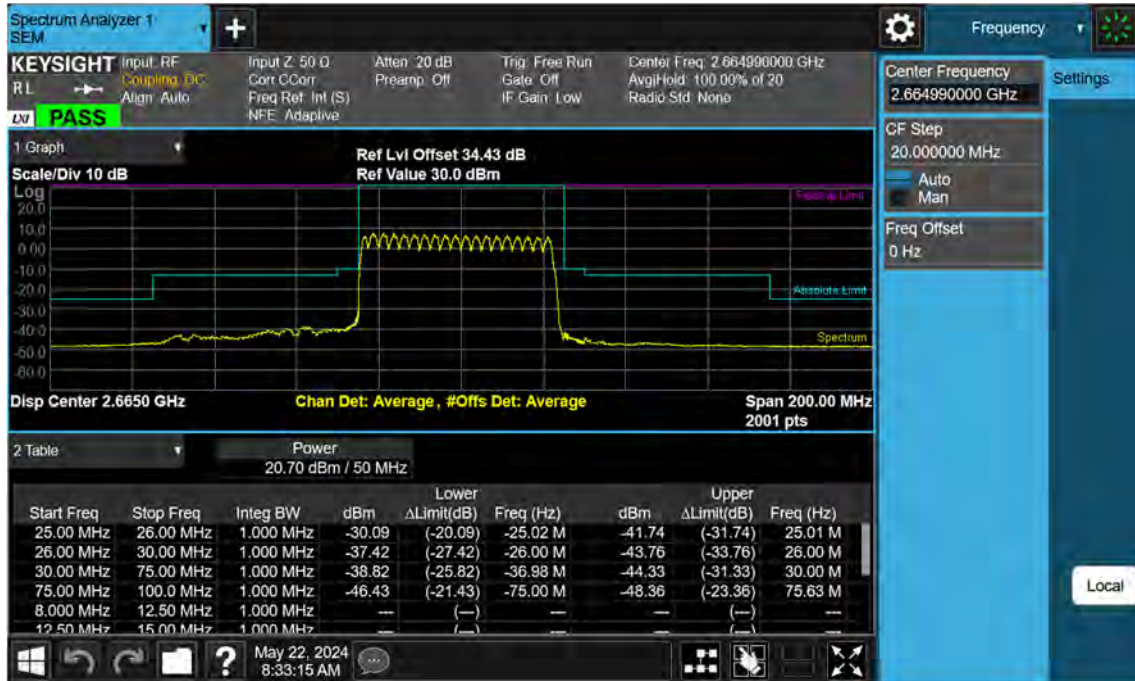 Spectrum Analyzer 1
SEM
+
Frequency
KEYSIGHT
R L
LXI PASS
Input: RF
Coupling: DC
Align: Auto
Input Z: 50 Ω
Corr CCorr
Freq Ref: Int (S)
NFE: Adaptive
Atten: 20 dB
Preamp: Off
Trig: Free Run
Gate: Off
IF Gain: Low
Center Freq: 2.664990000 GHz
Avg|Hold: 100.00% of 20
Radio Std: None
Center Frequency
2.664990000 GHz
Settings
CF Step
20.000000 MHz
Auto
Man
Freq Offset
0 Hz
Local
1 Graph
Scale/Div 10 dB
Ref Lvl Offset 34.43 dB
Ref Value 30.0 dBm
Log
20.0
10.0
0.00
-10.0
-20.0
-30.0
-40.0
-50.0
-60.0
Absolute Limit
Spectrum
Disp Center 2.6650 GHz
Chan Det: Average, #Offs Det: Average
Span 200.00 MHz
2001 pts
2 Table
Power
20.70 dBm / 50 MHz
Lower Upper
Start Freq Stop Freq Integ BW dBm ΔLimit(dB) Freq (Hz) dBm ΔLimit(dB) Freq (Hz)
25.00 MHz 26.00 MHz 1.000 MHz -30.09 (-20.09) -25.02 M -41.74 (-31.74) 25.01 M
26.00 MHz 30.00 MHz 1.000 MHz -37.42 (-27.42) -26.00 M -43.76 (-33.76) 26.00 M
30.00 MHz 75.00 MHz 1.000 MHz -38.82 (-25.82) -36.98 M -44.33 (-31.33) 30.00 M
75.00 MHz 100.0 MHz 1.000 MHz -46.43 (-21.43) -75.00 M -48.36 (-23.36) 75.63 M
8.000 MHz 12.50 MHz 1.000 MHz --- (---) --- --- (---) ---
12.50 MHz 15.00 MHz 1.000 MHz --- (---) --- --- (---) ---
?
May 22, 2024
8:33:15 AM